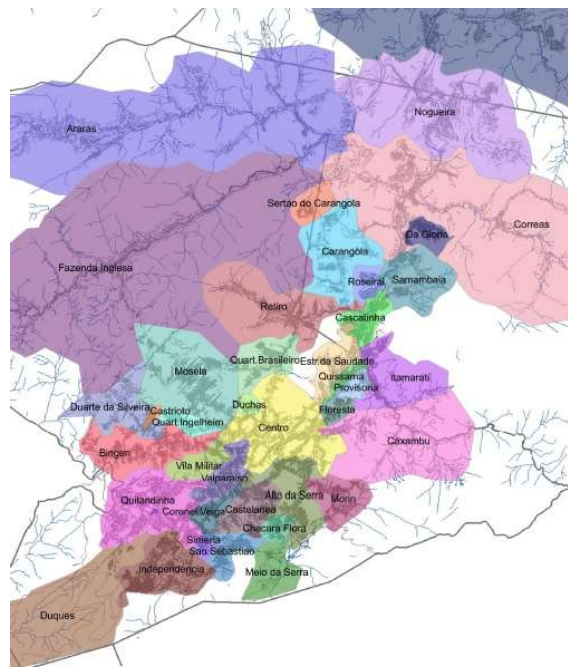 Araras
Nogueira
Sertao do Carangola
Correas
Da Gloria
Carangola
Fazenda Inglesa
Roseiral
Samambaia
Retiro
Cascatinha
Quart Brasileiro
Estr. da Saudade
Mosela
Quissama
Itamarati
Provisoria
Duarte da Silveira
Castrioto
Duchas
Floresta
Quart Ingelheim
Centro
Bingen
Caxambu
Vila Militar
Valparaiso
Quitandinha
Alto da Serra
Morin
Coronel Veiga
Castelanea
Chacara Flora
Simeria
Sao Sebastiao
Independencia
Meio da Serra
Duques